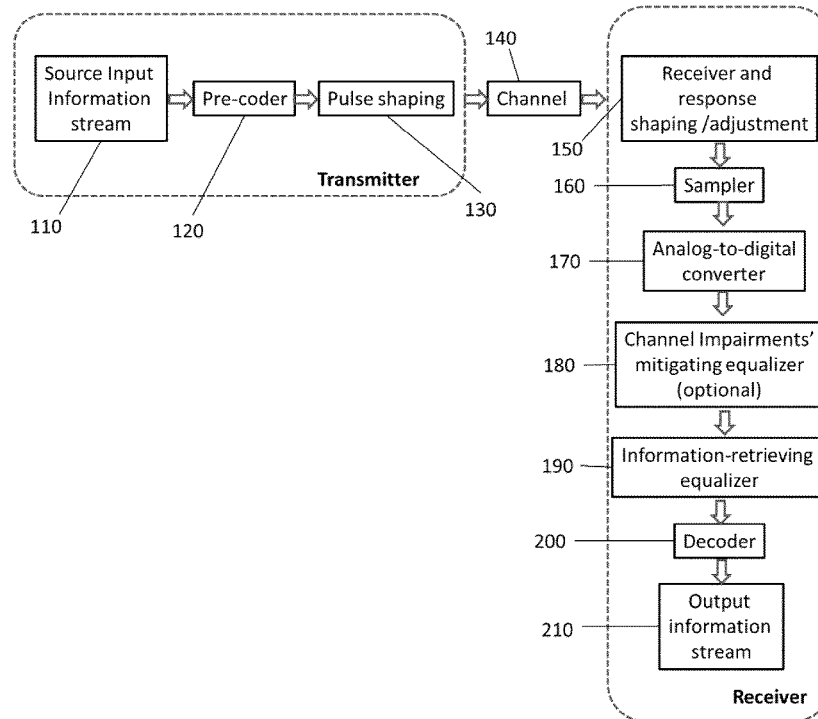 140
Source Input
Information
stream
Pre-coder
Pulse shaping
Channel
Receiver and
response
shaping /adjustment
150
Transmitter
110
120
130
160
Sampler
170
Analog-to-digital
converter
180
Channel Impairments'
mitigating equalizer
(optional)
190
Information-retrieving
equalizer
200
Decoder
210
Output
information
stream
Receiver